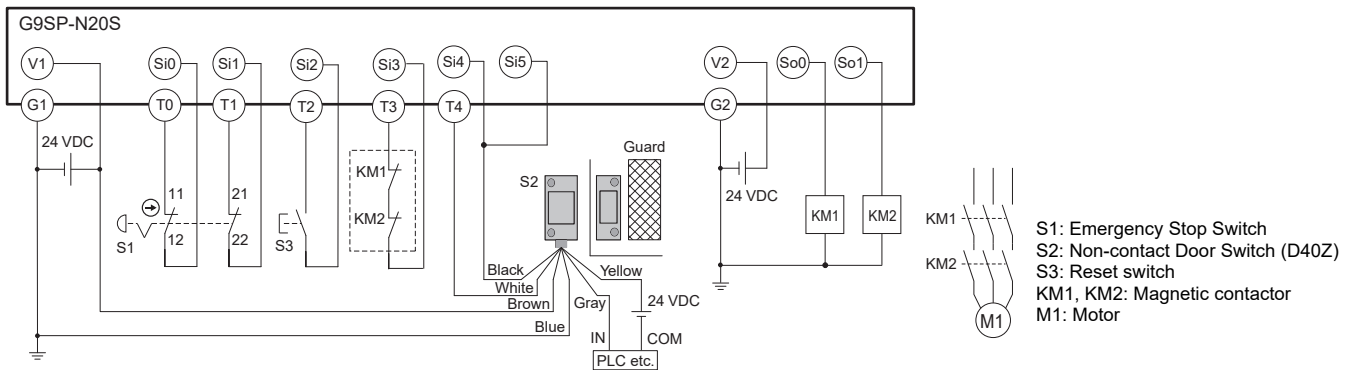 G9SP-N20S
V1 Si0 Si1 Si2 Si3 Si4 Si5 V2 So0 So1
G1 T0 T1 T2 T3 T4 G2
24 VDC
Guard
KM1
S2
11 21
24 VDC
KM2
KM1 KM2
KM1
S1
12 22
S3
KM2
Black
Yellow
White
Brown
Gray
24 VDC
Blue
IN
COM
PLC etc.
M1
S1: Emergency Stop Switch
S2: Non-contact Door Switch (D40Z)
S3: Reset switch
KM1, KM2: Magnetic contactor
M1: Motor